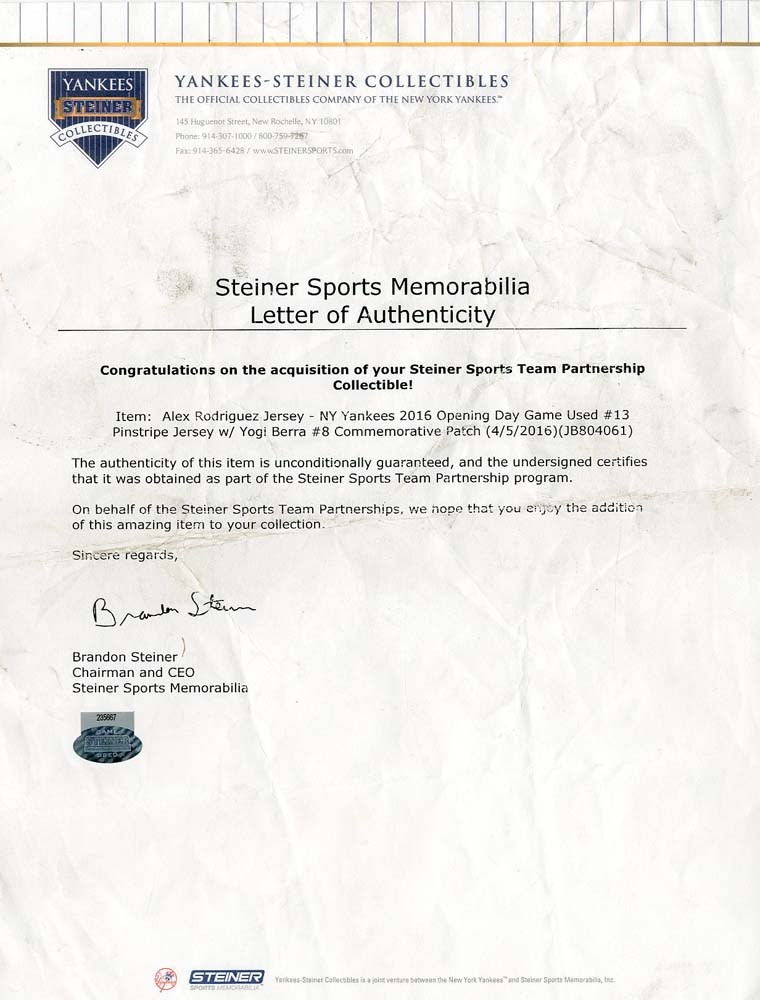 YANKEES
STEINER
COLLECTIBLES
YANKEES-STEINER COLLECTIBLES
THE OFFICIAL COLLECTIBLES COMPANY OF THE NEW YORK YANKEES.™
145 Huguenot Street, New Rochelle, NY 10801
Phone: 914-307-1000 / 800-759-7267
Fax: 914-365-6428 / www.STEINERSPORTS.com
Steiner Sports Memorabilia
Letter of Authenticity
Congratulations on the acquisition of your Steiner Sports Team Partnership
Collectible!
Item: Alex Rodriguez Jersey - NY Yankees 2016 Opening Day Game Used #13
Pinstripe Jersey w/ Yogi Berra #8 Commemorative Patch (4/5/2016)(JB804061)
The authenticity of this item is unconditionally guaranteed, and the undersigned certifies
that it was obtained as part of the Steiner Sports Team Partnership program.
On behalf of the Steiner Sports Team Partnerships, we hope that you enjoy the addition
of this amazing item to your collection.
Sincere regards,
Brandon Steiner
Brandon Steiner
Chairman and CEO
Steiner Sports Memorabilia
235667
GAME
STEINER
USED
STEINER
SPORTS MEMORABILIA
Yankees-Steiner Collectibles is a joint venture between the New York Yankees™ and Steiner Sports Memorabilia, Inc.